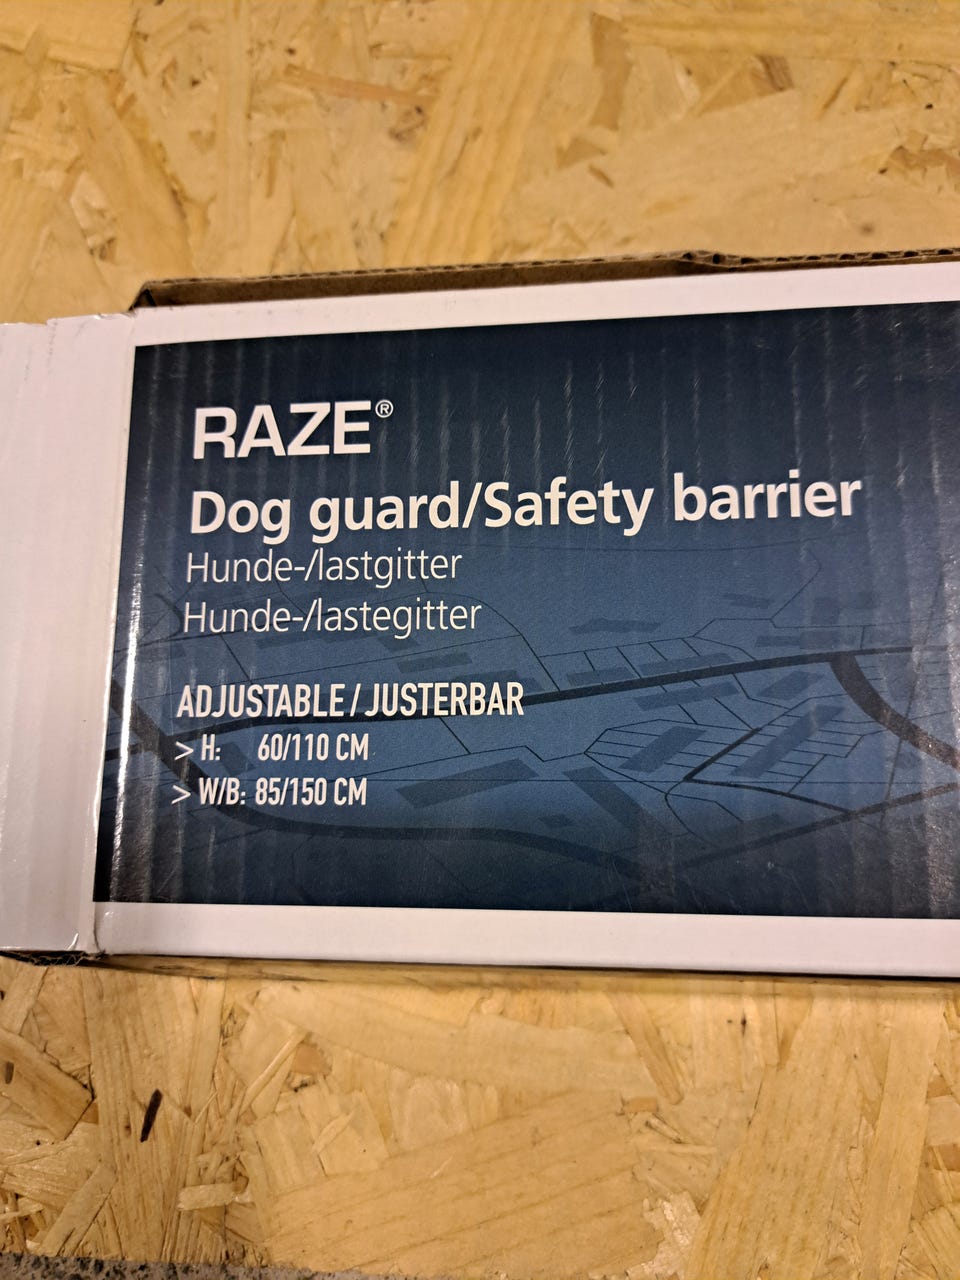 RAZE®
Dog guard/Safety barrier
Hunde-/lastgitter
Hunde-/lastegitter
ADJUSTABLE / JUSTERBAR
> H: 60/110 CM
> W/B: 85/150 CM